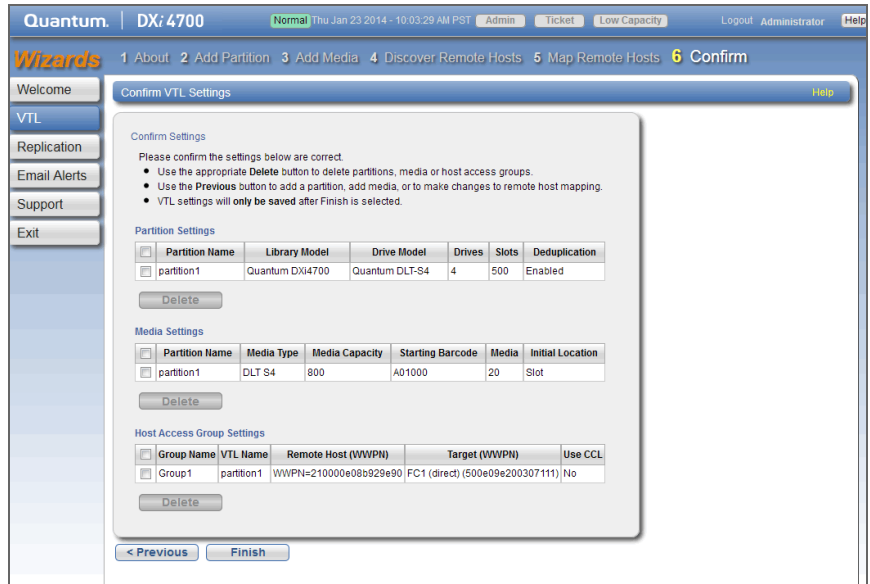 Quantum. DXi 4700 Normal Thu Jan 23 2014 - 10:03:29 AM PST Admin Ticket Low Capacity Logout Administrator Help
Wizards 1 About 2 Add Partition 3 Add Media 4 Discover Remote Hosts 5 Map Remote Hosts 6 Confirm
Welcome
VTL
Replication
Email Alerts
Support
Exit
Confirm VTL Settings Help
Confirm Settings
Please confirm the settings below are correct.
• Use the appropriate Delete button to delete partitions, media or host access groups.
• Use the Previous button to add a partition, add media, or to make changes to remote host mapping.
• VTL settings will only be saved after Finish is selected.
Partition Settings
Partition Name Library Model Drive Model Drives Slots Deduplication
partition1 Quantum DXi4700 Quantum DLT-S4 4 500 Enabled
Delete
Media Settings
Partition Name Media Type Media Capacity Starting Barcode Media Initial Location
partition1 DLT S4 800 A01000 20 Slot
Delete
Host Access Group Settings
Group Name VTL Name Remote Host (WWPN) Target (WWPN) Use CCL
Group1 partition1 WWPN=210000e08b929e90 FC1 (direct) (500e09e200307111) No
Delete
< Previous Finish